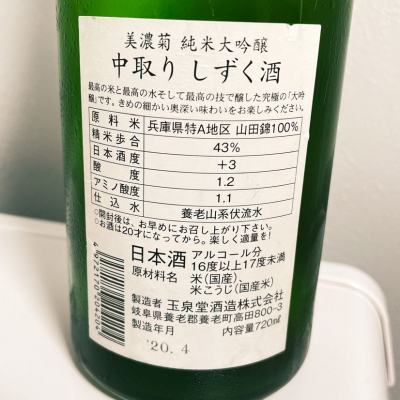 美濃菊 純米大吟醸
中取り しずく酒
最高の米と最高の水そして最高の技で醸した究極の「大吟
醸」です。きめの細かい奥深い味わいをお楽しみください。
原料米 兵庫県特A地区 山田錦100%
精米歩合 43%
日本酒度 +3
酸度 1.2
アミノ酸度 1.1
仕込水 養老山系伏流水
○開封後は、お早めにお召し上がり下さい。
○お酒は20才になってから。楽しく適量を!
日本酒 アルコール分
16度以上17度未満
原材料名 米(国産)、
米こうじ(国産米)
製造者 玉泉堂酒造株式会社
岐阜県養老郡養老町高田800-3
製造年月 内容量720ml
'20. 4